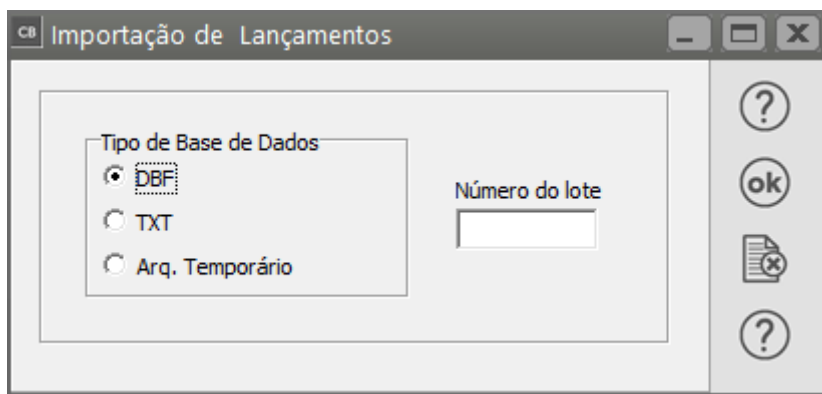 CB Importação de Lançamentos
Tipo de Base de Dados
DBF
TXT
Arq. Temporário
Número do lote
?
ok
?